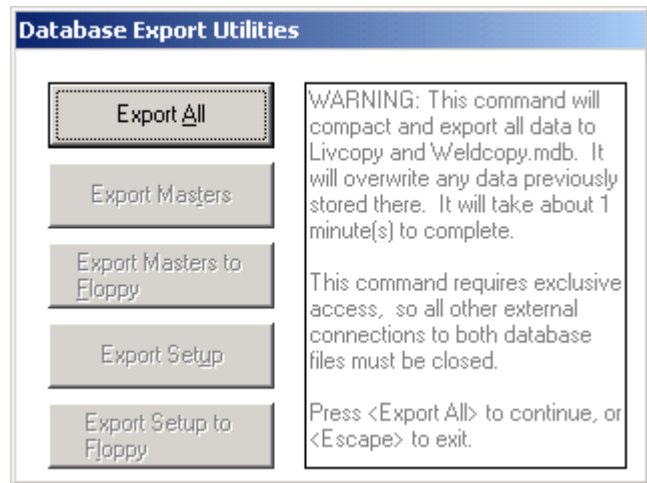 Database Export Utilities
Export All
Export Masters
Export Masters to
Floppy
Export Setup
Export Setup to
Floppy
WARNING: This command will
compact and export all data to
Livcopy and Weldcopy.mdb. It
will overwrite any data previously
stored there. It will take about 1
minute(s) to complete.
This command requires exclusive
access, so all other external
connections to both database
files must be closed.
Press <Export All> to continue, or
<Escape> to exit.